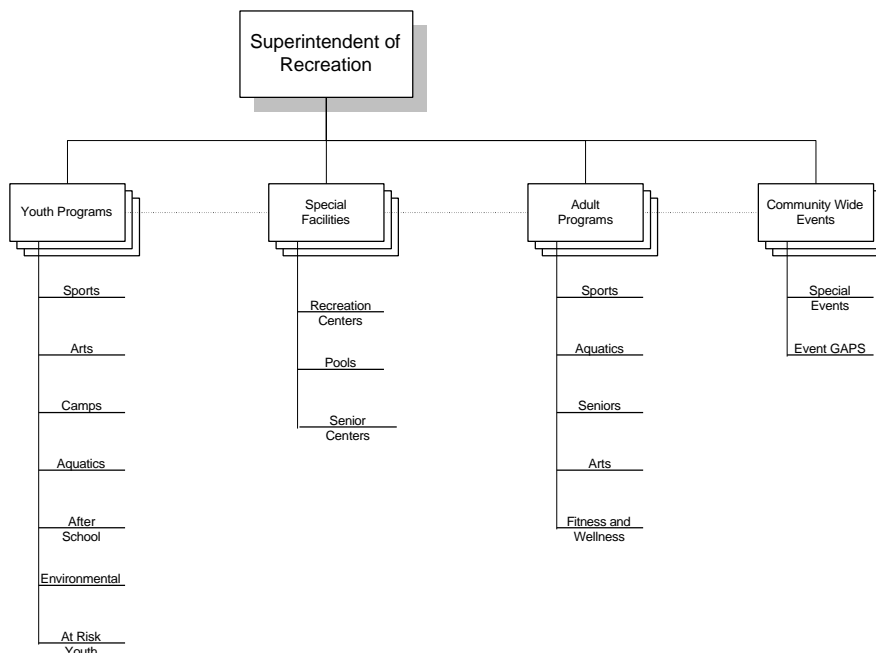 Superintendent of
Recreation
Youth Programs
Special
Facilities
Adult
Programs
Community Wide
Events
Sports
Arts
Camps
Aquatics
After
School
Environmental
At Risk
Youth
Recreation
Centers
Pools
Senior
Centers
Sports
Aquatics
Seniors
Arts
Fitness and
Wellness
Special
Events
Event GAPS